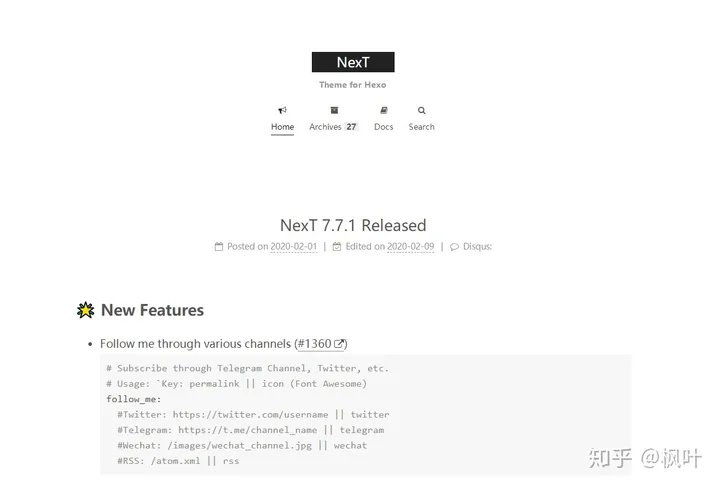 NexT
Theme for Hexo
Home Archives 27 Docs Search
NexT 7.7.1 Released
Posted on 2020-02-01 | Edited on 2020-02-09 | Disqus:
New Features
• Follow me through various channels (#1360)
# Subscribe through Telegram Channel, Twitter, etc.
# Usage: `Key: permalink || icon (Font Awesome)
follow_me:
#Twitter: https://twitter.com/username || twitter
#Telegram: https://t.me/channel_name || telegram
#Wechat: /images/wechat_channel.jpg || wechat
#RSS: /atom.xml || rss
知乎 @枫叶